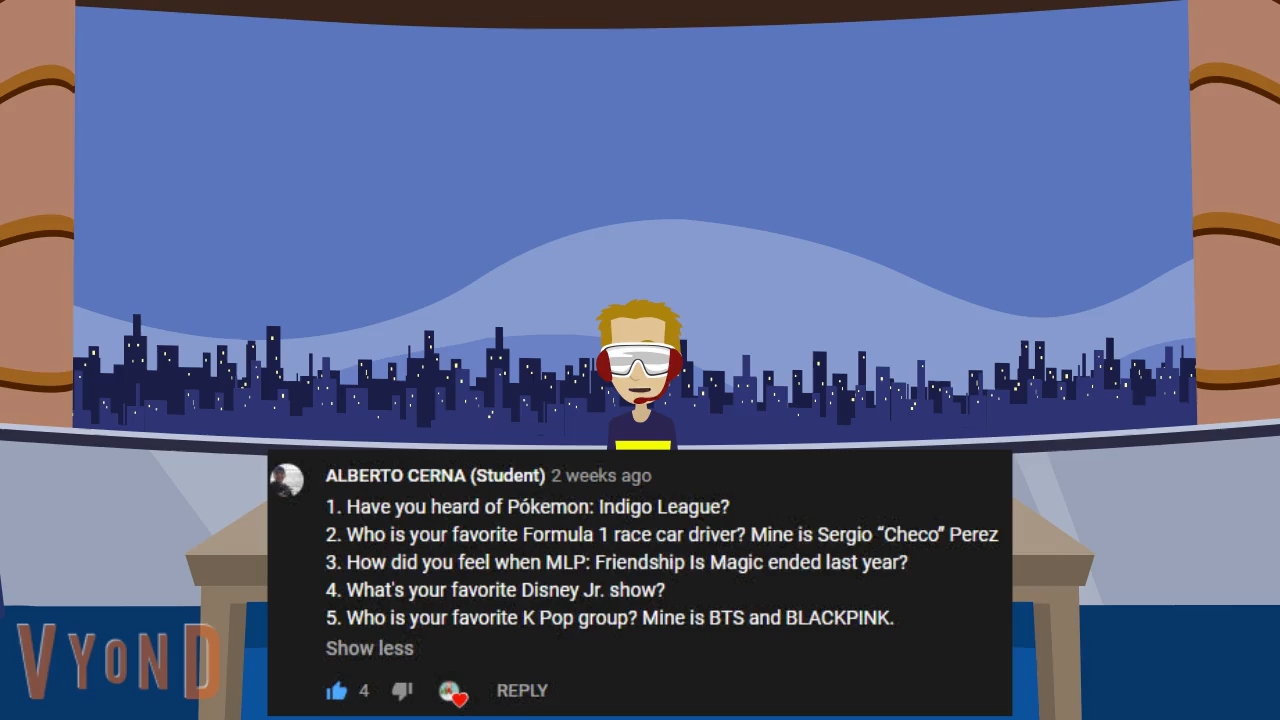 ALBERTO CERNA (Student) 2 weeks ago
1. Have you heard of Pókemon: Indigo League?
2. Who is your favorite Formula 1 race car driver? Mine is Sergio “Checo” Perez
3. How did you feel when MLP: Friendship Is Magic ended last year?
4. What's your favorite Disney Jr. show?
5. Who is your favorite K Pop group? Mine is BTS and BLACKPINK.
Show less
4 REPLY
VYOND